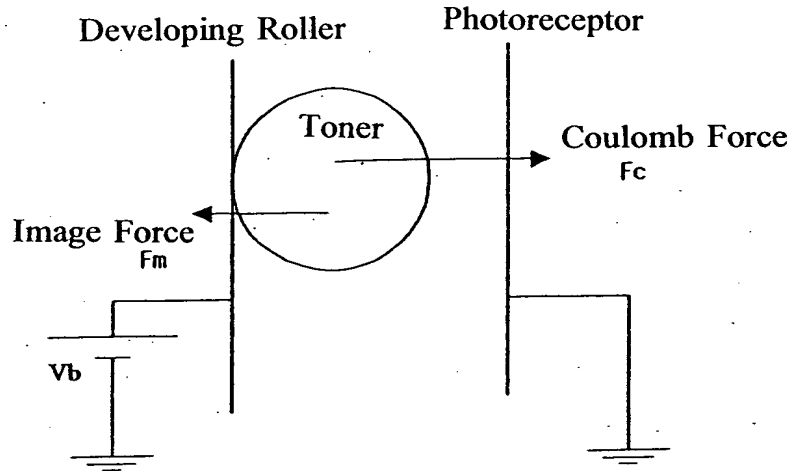 Developing Roller
Photoreceptor
Toner
Coulomb Force
Fc
Image Force
Fm
Vb